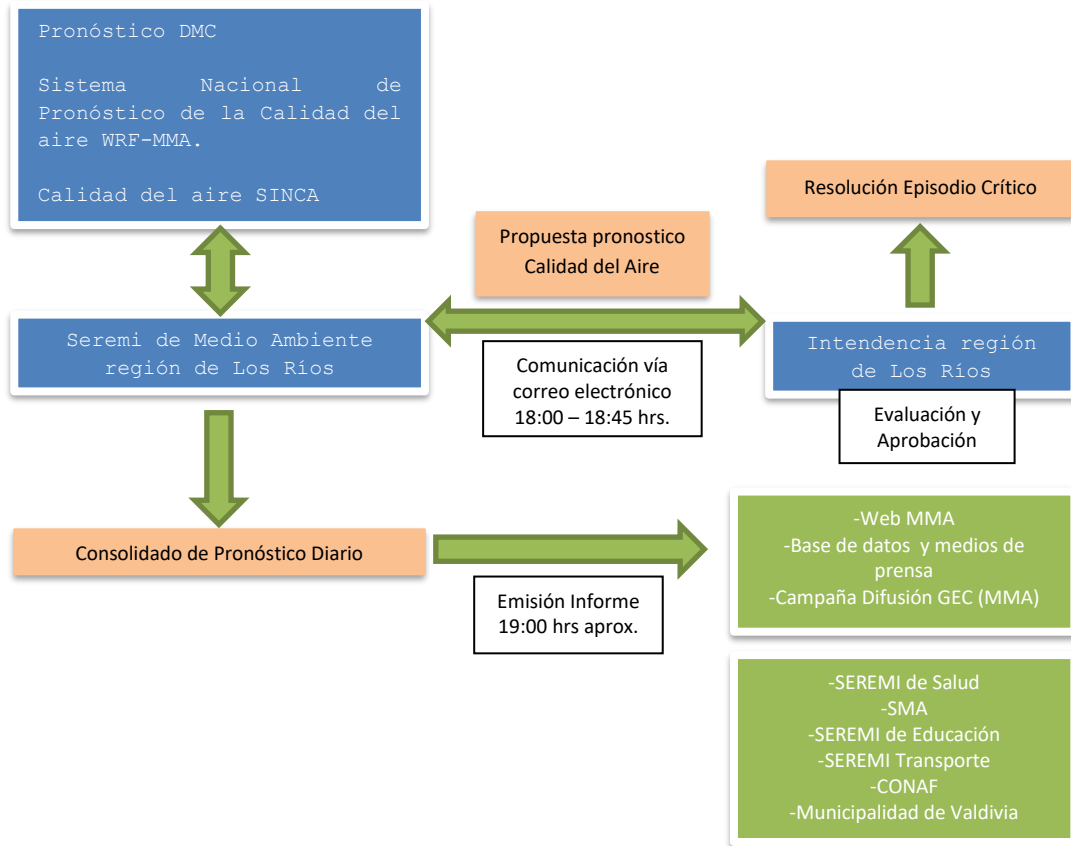 Pronóstico DMC
Sistema Nacional de
Pronóstico de la Calidad del
aire WRF-MMA.
Calidad del aire SINCA
Resolución Episodio Crítico
Propuesta pronostico
Calidad del Aire
Seremi de Medio Ambiente
región de Los Ríos
Comunicación vía
correo electrónico
18:00 – 18:45 hrs.
Intendencia región
de Los Ríos
Evaluación y
Aprobación
Consolidado de Pronóstico Diario
Emisión Informe
19:00 hrs aprox.
-Web MMA
-Base de datos y medios de
prensa
-Campaña Difusión GEC (MMA)
-SEREMI de Salud
-SMA
-SEREMI de Educación
-SEREMI Transporte
-CONAF
-Municipalidad de Valdivia